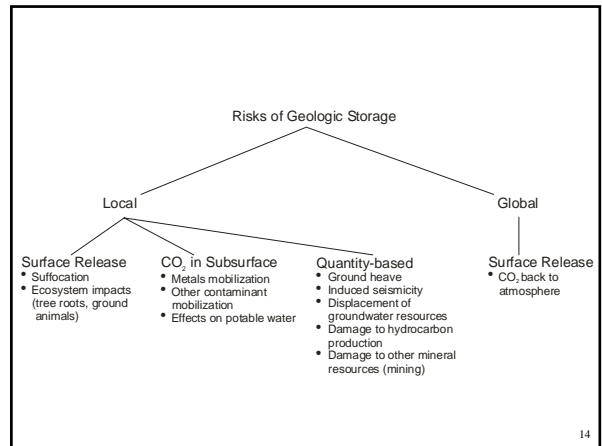 Risks of Geologic Storage
Local
Global
Surface Release
• Suffocation
• Ecosystem impacts
(tree roots, ground
animals)
CO2 in Subsurface
• Metals mobilization
• Other contaminant
mobilization
• Effects on potable water
Quantity-based
• Ground heave
• Induced seismicity
• Displacement of
groundwater resources
• Damage to hydrocarbon
production
• Damage to other mineral
resources (mining)
Surface Release
• CO2 back to
atmosphere
14